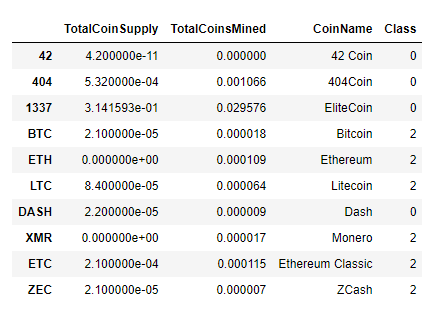 TotalCoinSupply TotalCoinsMined CoinName Class
42 4.200000e-11 0.000000 42 Coin 0
404 5.320000e-04 0.001066 404Coin 0
1337 3.141593e-01 0.029576 EliteCoin 0
BTC 2.100000e-05 0.000018 Bitcoin 2
ETH 0.000000e+00 0.000109 Ethereum 2
LTC 8.400000e-05 0.000064 Litecoin 2
DASH 2.200000e-05 0.000009 Dash 0
XMR 0.000000e+00 0.000017 Monero 2
ETC 2.100000e-04 0.000115 Ethereum Classic 2
ZEC 2.100000e-05 0.000007 ZCash 2